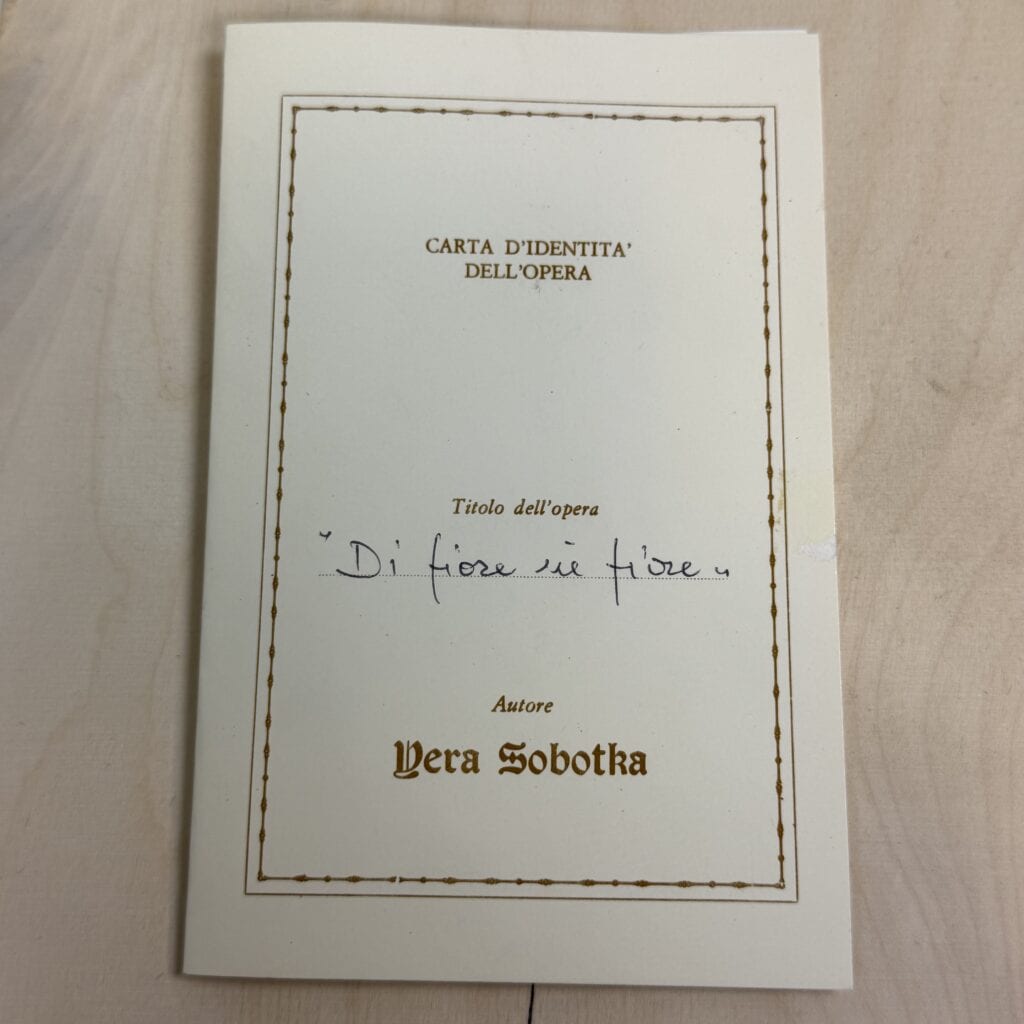 CARTA D'IDENTITA'
DELL'OPERA
Titolo dell'opera
"Di fiore in fiore"
Autore
Vera Sobotka